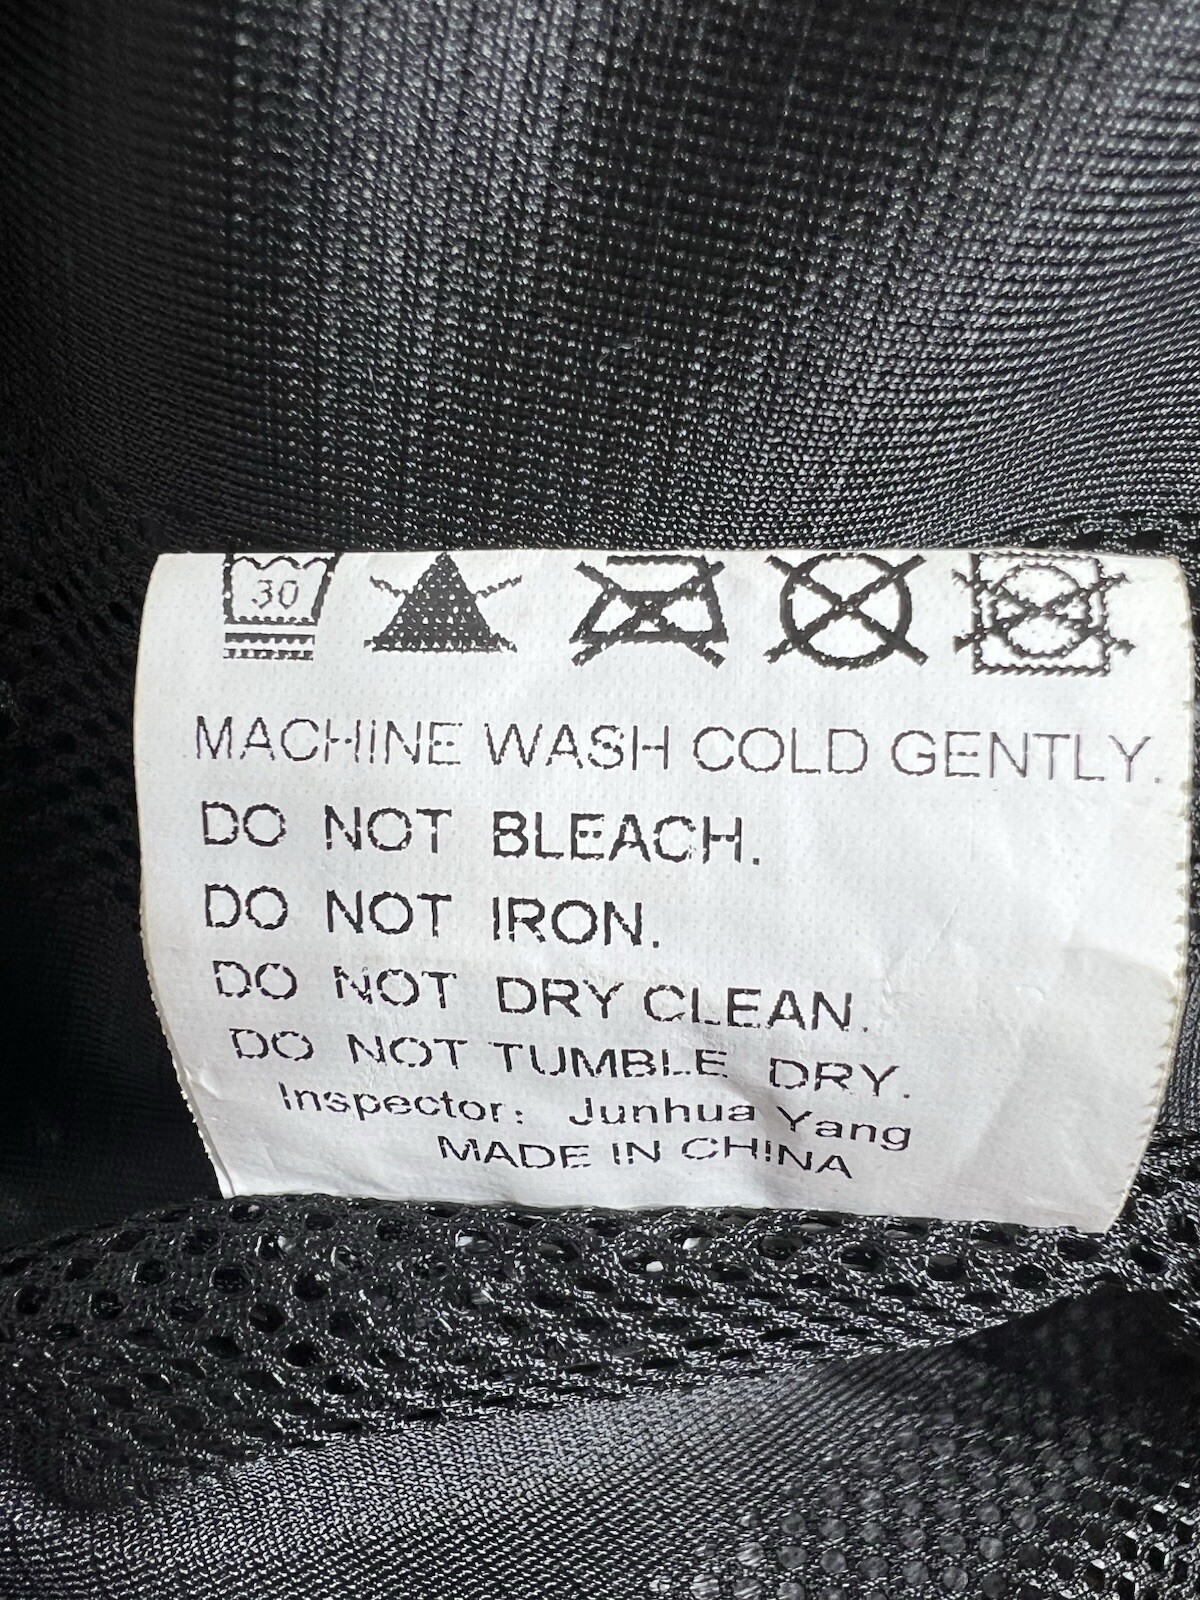 30
MACHINE WASH COLD GENTLY.
DO NOT BLEACH.
DO NOT IRON.
DO NOT DRY CLEAN.
DO NOT TUMBLE DRY.
Inspector: Junhua Yang
MADE IN CHINA